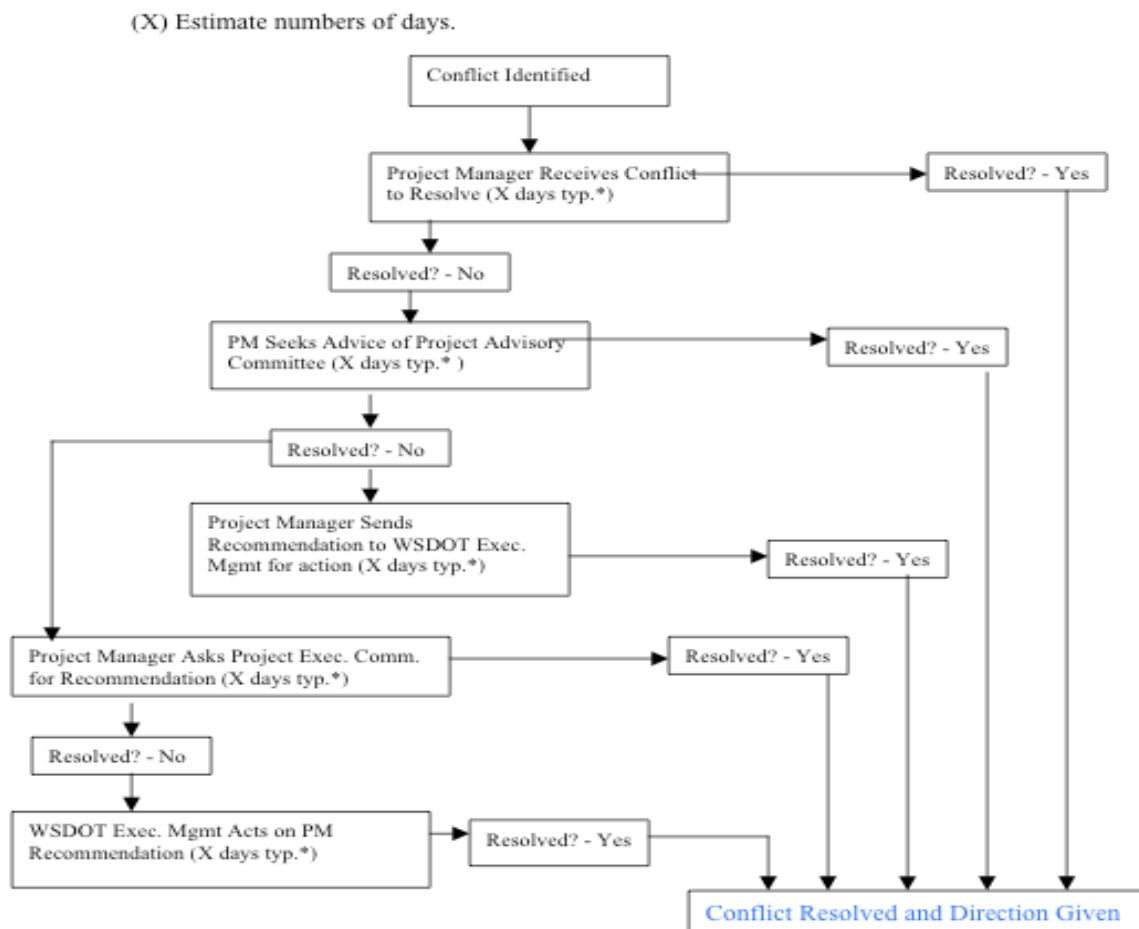 (X) Estimate numbers of days.
Conflict Identified
Project Manager Receives Conflict
to Resolve (X days typ.*)
Resolved? - Yes
Resolved? - No
PM Seeks Advice of Project Advisory
Committee (X days typ.* )
Resolved? - Yes
Resolved? - No
Project Manager Sends
Recommendation to WSDOT Exec.
Mgmt for action (X days typ.*)
Resolved? - Yes
Project Manager Asks Project Exec. Comm.
for Recommendation (X days typ.*)
Resolved? - Yes
Resolved? - No
WSDOT Exec. Mgmt Acts on PM
Recommendation (X days typ.*)
Resolved? - Yes
Conflict Resolved and Direction Given